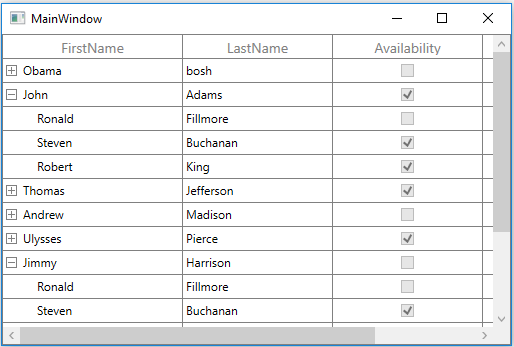 MainWindow
FirstName LastName Availability
Obama bosh
John Adams
Ronald Fillmore
Steven Buchanan
Robert King
Thomas Jefferson
Andrew Madison
Ulysses Pierce
Jimmy Harrison
Ronald Fillmore
Steven Buchanan